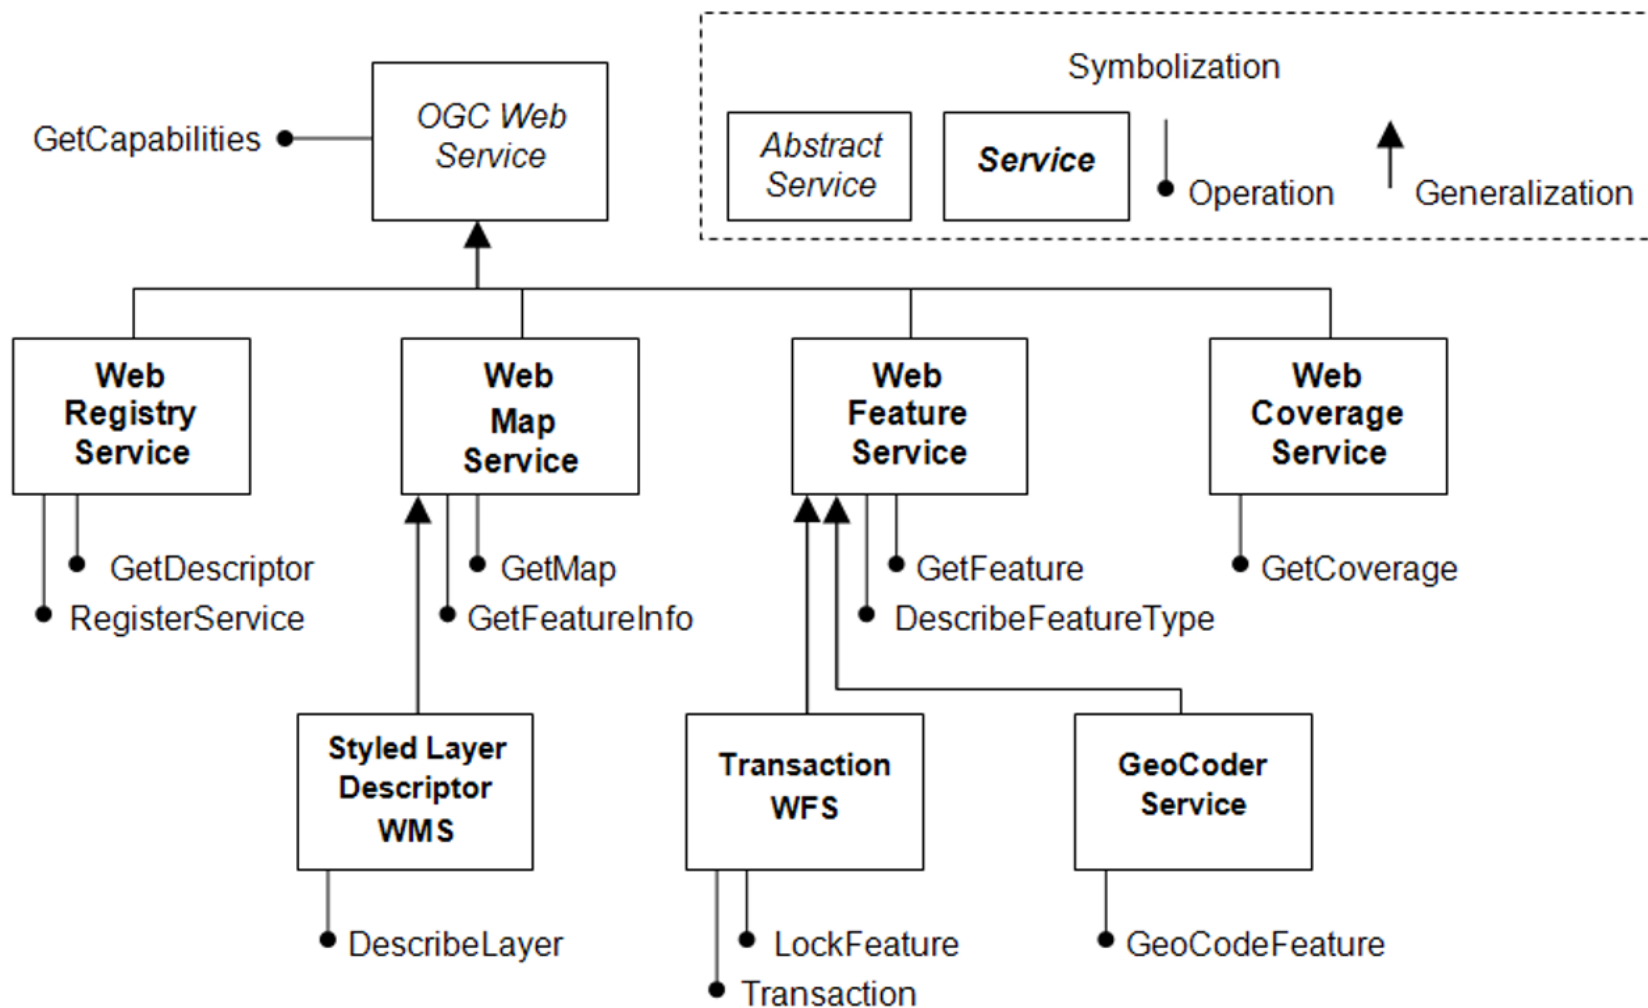 Symbolization
GetCapabilities
OGC Web
Service
Abstract
Service
Service
Operation
Generalization
Web
Registry
Service
Web
Map
Service
Web
Feature
Service
Web
Coverage
Service
GetDescriptor
RegisterService
GetMap
GetFeatureInfo
GetFeature
DescribeFeatureType
GetCoverage
Styled Layer
Descriptor
WMS
Transaction
WFS
GeoCoder
Service
DescribeLayer
LockFeature
Transaction
GeoCodeFeature